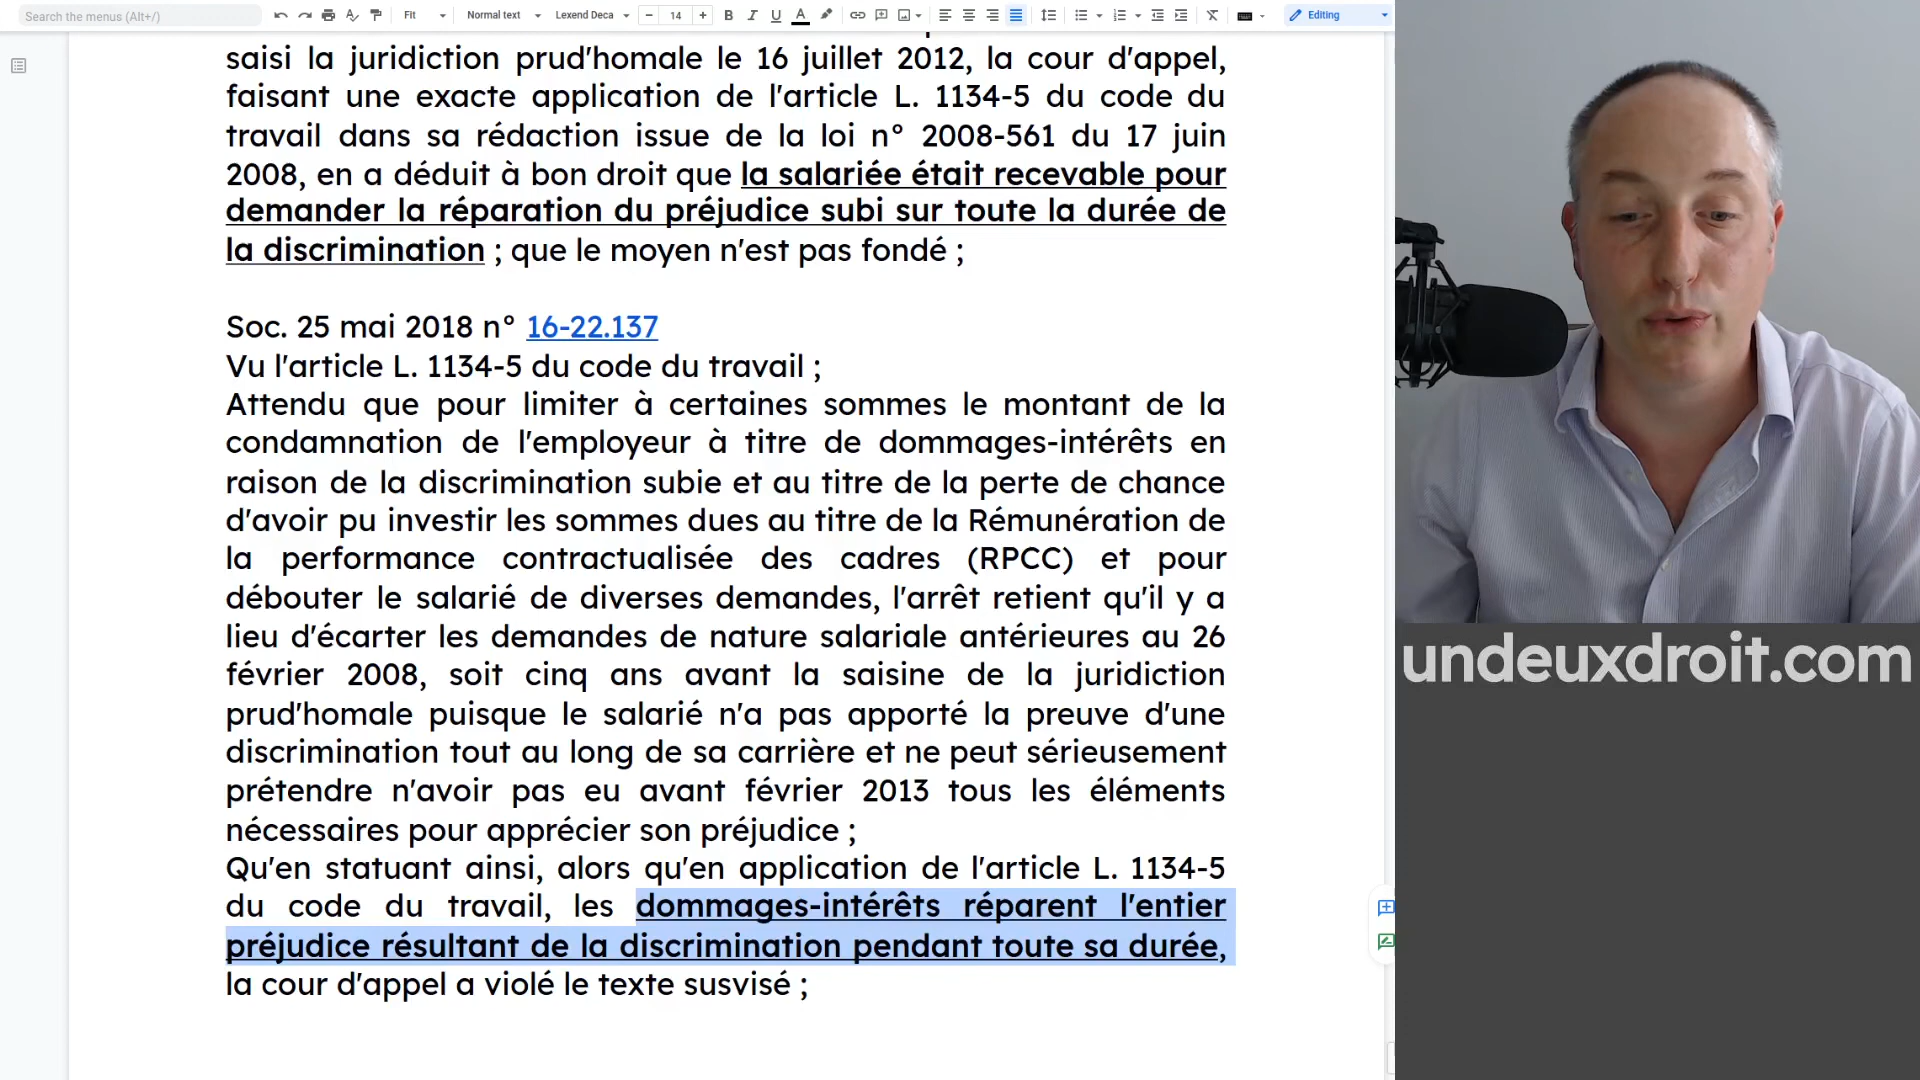 Search the menus (Alt+/)
Fit
Normal text
Lexend Deca
14
B
I
U
A
Editing
saisi la juridiction prud'homale le 16 juillet 2012, la cour d'appel,
faisant une exacte application de l'article L. 1134-5 du code du
travail dans sa rédaction issue de la loi n° 2008-561 du 17 juin
2008, en a déduit à bon droit que la salariée était recevable pour
demander la réparation du préjudice subi sur toute la durée de
la discrimination ; que le moyen n'est pas fondé ;
Soc. 25 mai 2018 n° 16-22.137
Vu l'article L. 1134-5 du code du travail ;
Attendu que pour limiter à certaines sommes le montant de la
condamnation de l'employeur à titre de dommages-intérêts en
raison de la discrimination subie et au titre de la perte de chance
d'avoir pu investir les sommes dues au titre de la Rémunération de
la performance contractualisée des cadres (RPCC) et pour
débouter le salarié de diverses demandes, l'arrêt retient qu'il y a
lieu d'écarter les demandes de nature salariale antérieures au 26
février 2008, soit cinq ans avant la saisine de la juridiction
prud'homale puisque le salarié n'a pas apporté la preuve d'une
discrimination tout au long de sa carrière et ne peut sérieusement
prétendre n'avoir pas eu avant février 2013 tous les éléments
nécessaires pour apprécier son préjudice ;
Qu'en statuant ainsi, alors qu'en application de l'article L. 1134-5
du code du travail, les dommages-intérêts réparent l'entier
préjudice résultant de la discrimination pendant toute sa durée,
la cour d'appel a violé le texte susvisé ;
undeuxdroit.com